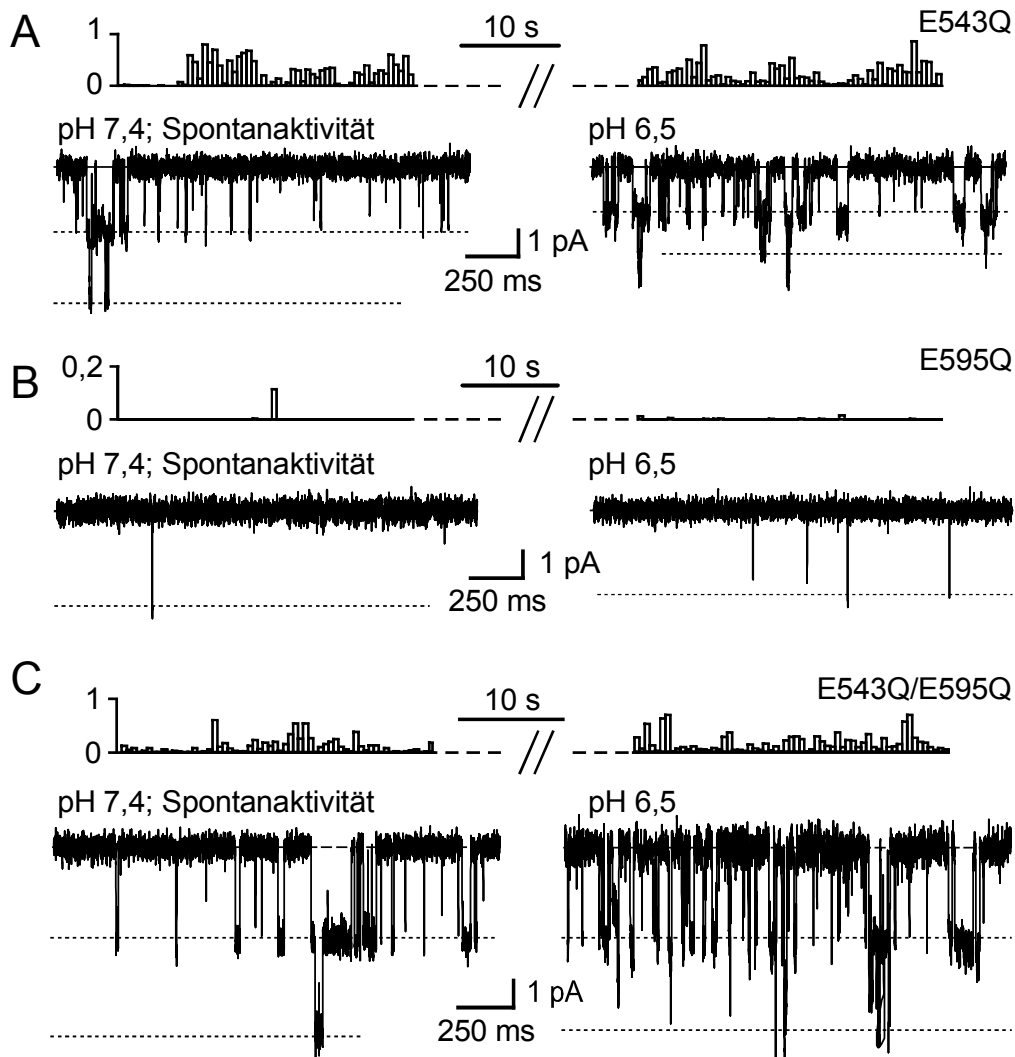 A
1
0
10 s
E543Q
pH 7,4; Spontanaktivität
pH 6,5
1 pA
250 ms
B
0,2
0
10 s
E595Q
pH 7,4; Spontanaktivität
pH 6,5
1 pA
250 ms
C
1
0
10 s
E543Q/E595Q
pH 7,4; Spontanaktivität
pH 6,5
1 pA
250 ms